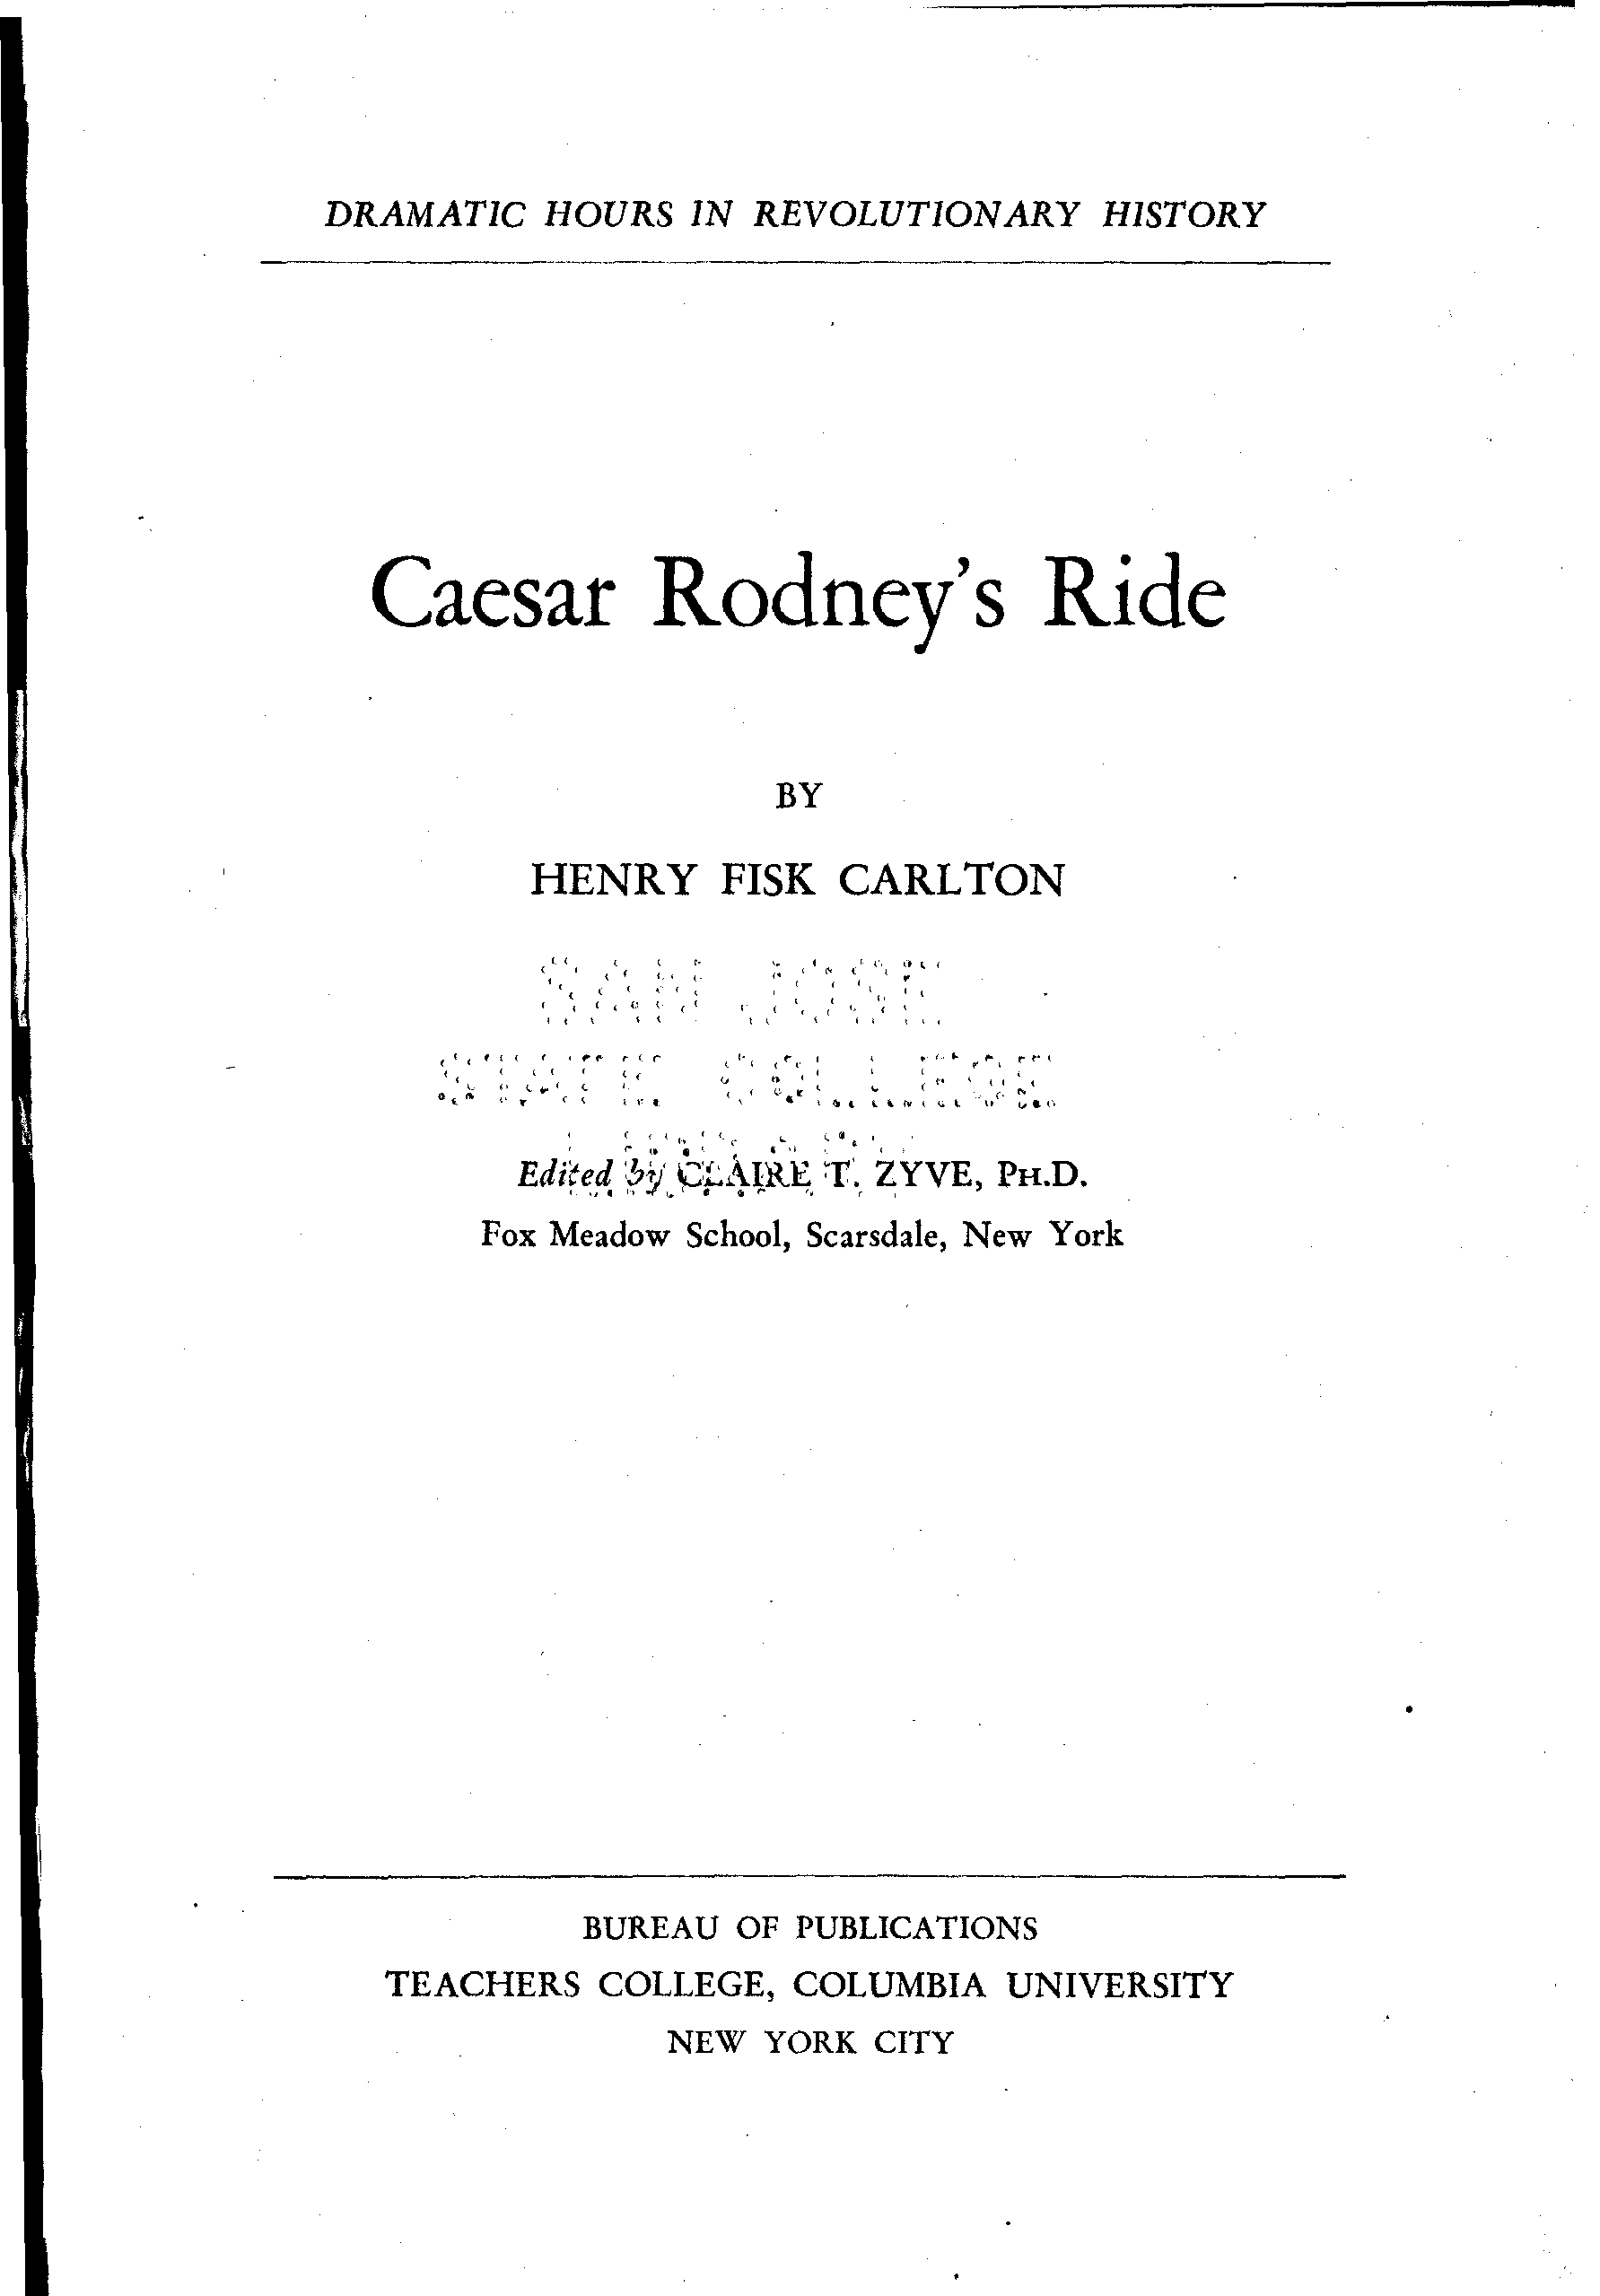 DRAMATIC HOURS IN REVOLUTIONARY HISTORY
Caesar Rodney's Ride
BY
HENRY FISK CARLTON
SAN JOSE
STATE COLLEGE
Edited by CLAIRE T. ZYVE, PH.D.
Fox Meadow School, Scarsdale, New York
BUREAU OF PUBLICATIONS
TEACHERS COLLEGE, COLUMBIA UNIVERSITY
NEW YORK CITY